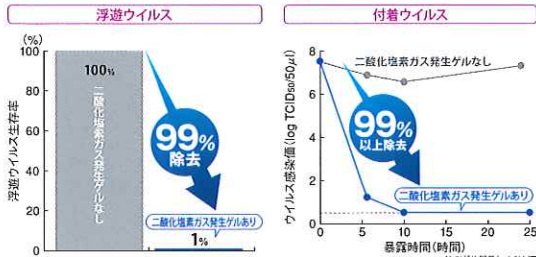 浮遊ウイルス
(%)
100
80
60
40
20
0
浮遊ウイルス生存率
100%
二酸化塩素ガス発生ゲルなし
99%
除去
二酸化塩素ガス発生ゲルあり
1%
付着ウイルス
ウイルス感染値(log TCID50/50μl)
8
6
4
2
0
二酸化塩素ガス発生ゲルなし
99%
以上除去
二酸化塩素ガス発生ゲルあり
0
5
10
15
20
25
暴露時間(時間)